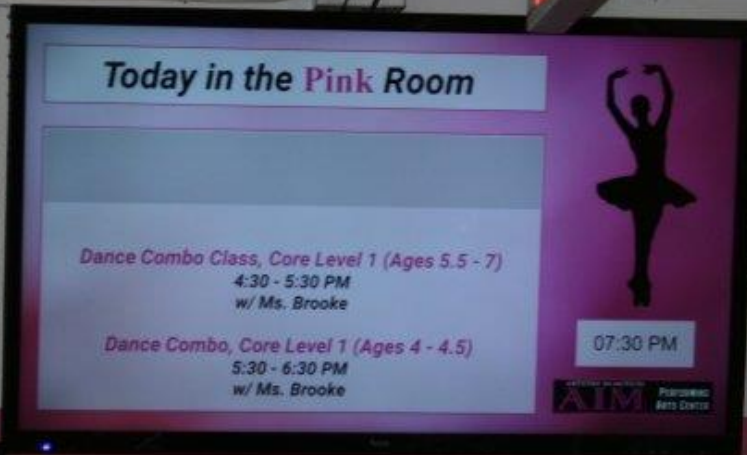 Today in the Pink Room
Dance Combo Class, Core Level 1 (Ages 5.5 - 7)
4:30 - 5:30 PM
w/ Ms. Brooke
Dance Combo, Core Level 1 (Ages 4 - 4.5)
5:30 - 6:30 PM
w/ Ms. Brooke
07:30 PM
AIM
Performing
Arts Center